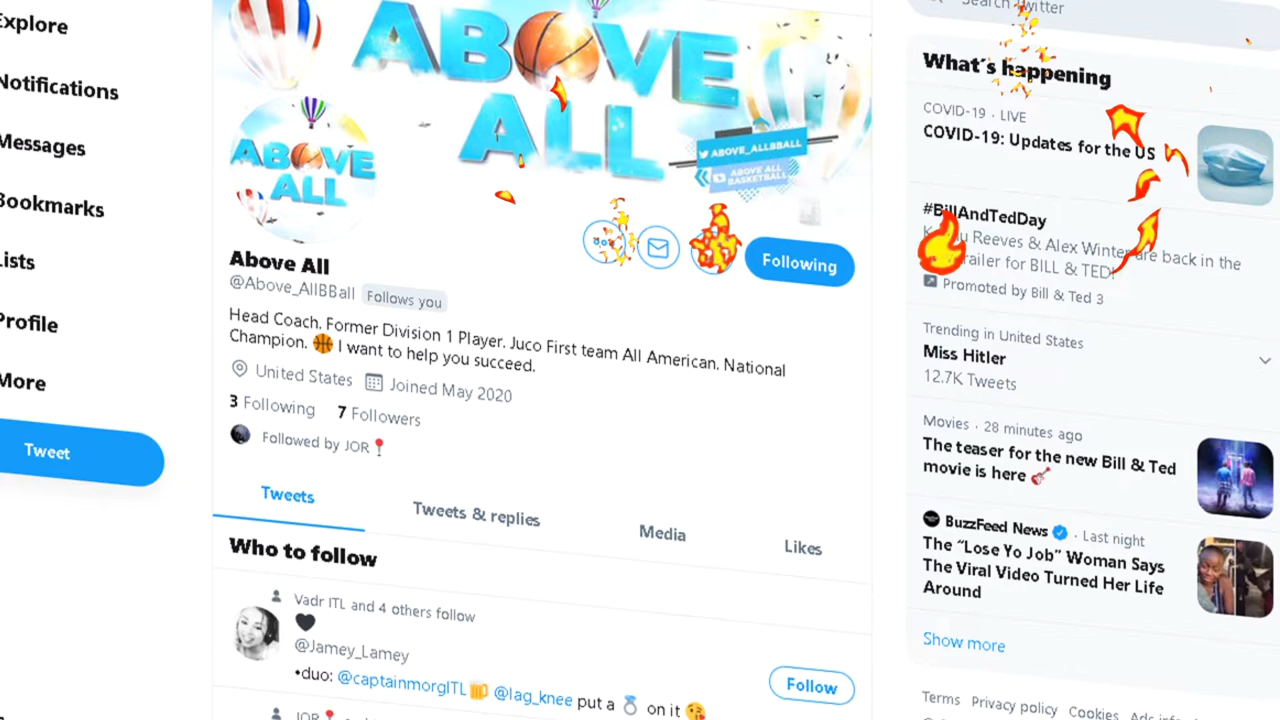 Explore
Notifications
Messages
Bookmarks
Lists
Profile
More
Tweet
ABOVE
ALL
ABOVE_ALLBBALL
ABOVE ALL
BASKETBALL
ABOVE
ALL
Following
Above All
@Above_AllBBall Follows you
Head Coach. Former Division 1 Player. Juco First team All American. National
Champion. 🏀 I want to help you succeed.
United States Joined May 2020
3 Following 7 Followers
Followed by JOR📍
Tweets Tweets & replies Media Likes
Who to follow
Vadr ITL and 4 others follow
🖤
@Jamey_Lamey
•duo: @captainmorgITL🍺 @lag_knee put a 💍 on it 😘
Follow
JOR📍
Search Twitter
What's happening
COVID-19 · LIVE
COVID-19: Updates for the US
#BillAndTedDay
Reeves & Alex Winter are back in the
trailer for BILL & TED!
Promoted by Bill & Ted 3
Trending in United States
Miss Hitler
12.7K Tweets
Movies · 28 minutes ago
The teaser for the new Bill & Ted
movie is here 🎸
BuzzFeed News · Last night
The “Lose Yo Job” Woman Says
The Viral Video Turned Her Life
Around
Show more
Terms Privacy policy Cookies Ads